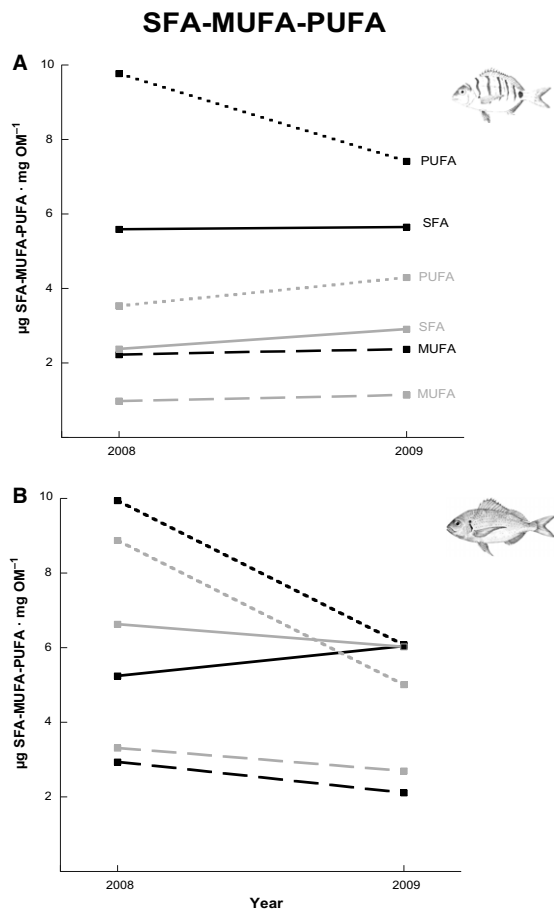 SFA-MUFA-PUFA
A
µg SFA-MUFA-PUFA · mg OM⁻¹
10
8
6
4
2
PUFA
SFA
PUFA
SFA
MUFA
MUFA
2008 2009
B
µg SFA-MUFA-PUFA · mg OM⁻¹
10
8
6
4
2
2008 2009
Year